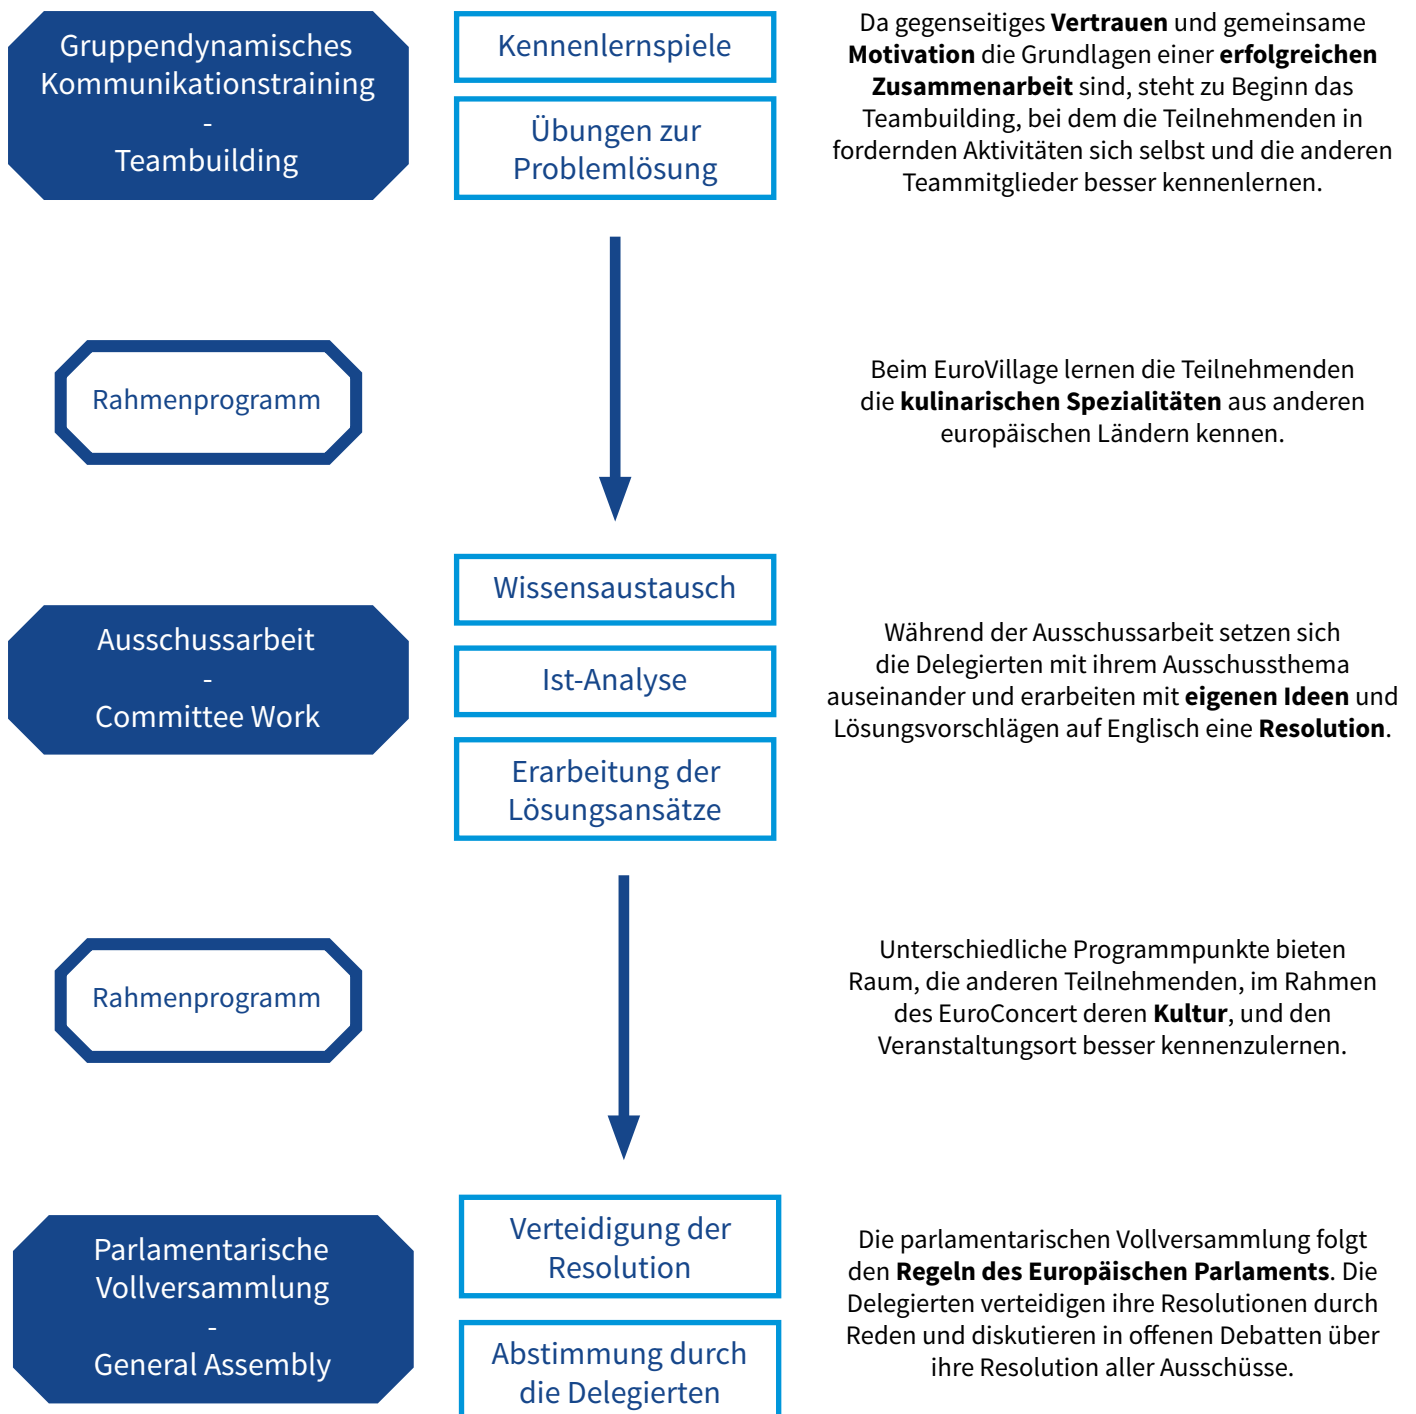 Gruppendynamisches
Kommunikationstraining
-
Teambuilding
Kennenlernspiele
Übungen zur
Problemlösung
Da gegenseitiges Vertrauen und gemeinsame
Motivation die Grundlagen einer erfolgreichen
Zusammenarbeit sind, steht zu Beginn das
Teambuilding, bei dem die Teilnehmenden in
fordernden Aktivitäten sich selbst und die anderen
Teammitglieder besser kennenlernen.
Rahmenprogramm
Beim EuroVillage lernen die Teilnehmenden
die kulinarischen Spezialitäten aus anderen
europäischen Ländern kennen.
Ausschussarbeit
-
Committee Work
Wissensaustausch
Ist-Analyse
Erarbeitung der
Lösungsansätze
Während der Ausschussarbeit setzen sich
die Delegierten mit ihrem Ausschussthema
auseinander und erarbeiten mit eigenen Ideen und
Lösungsvorschlägen auf Englisch eine Resolution.
Rahmenprogramm
Unterschiedliche Programmpunkte bieten
Raum, die anderen Teilnehmenden, im Rahmen
des EuroConcert deren Kultur, und den
Veranstaltungsort besser kennenzulernen.
Parlamentarische
Vollversammlung
-
General Assembly
Verteidigung der
Resolution
Abstimmung durch
die Delegierten
Die parlamentarischen Vollversammlung folgt
den Regeln des Europäischen Parlaments. Die
Delegierten verteidigen ihre Resolutionen durch
Reden und diskutieren in offenen Debatten über
ihre Resolution aller Ausschüsse.